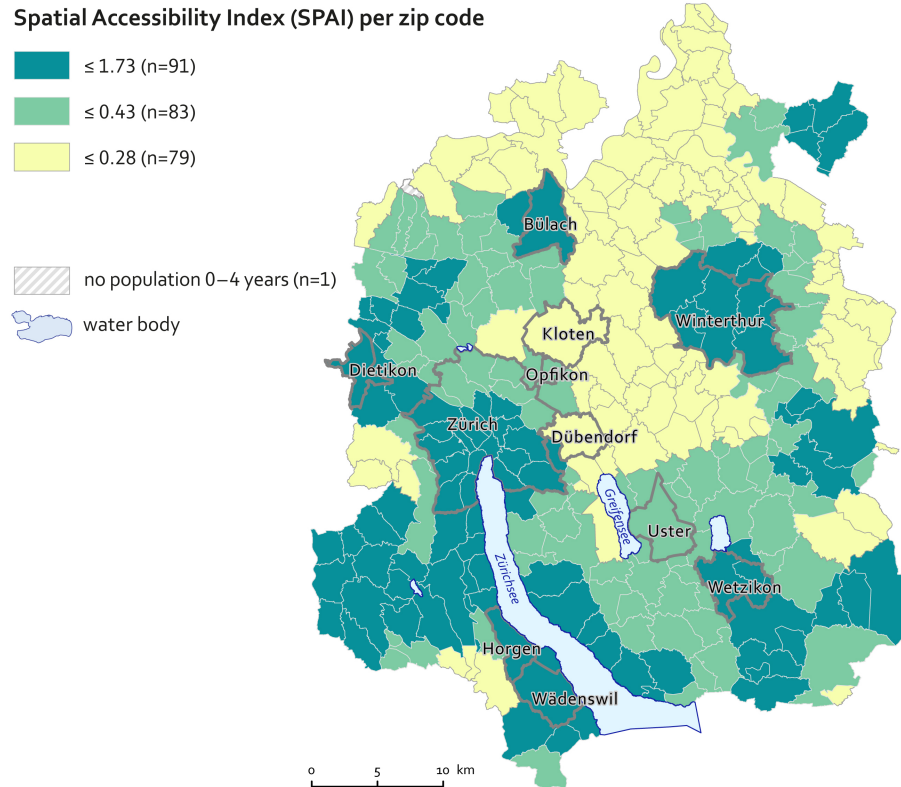 Spatial Accessibility Index (SPAI) per zip code
≤ 1.73 (n=91)
≤ 0.43 (n=83)
≤ 0.28 (n=79)
no population 0–4 years (n=1)
water body
Bülach
Winterthur
Kloten
Dietikon
Opfikon
Zürich
Dübendorf
Greifensee
Uster
Zürichsee
Wetzikon
Horgen
Wädenswil
0 5 10 km